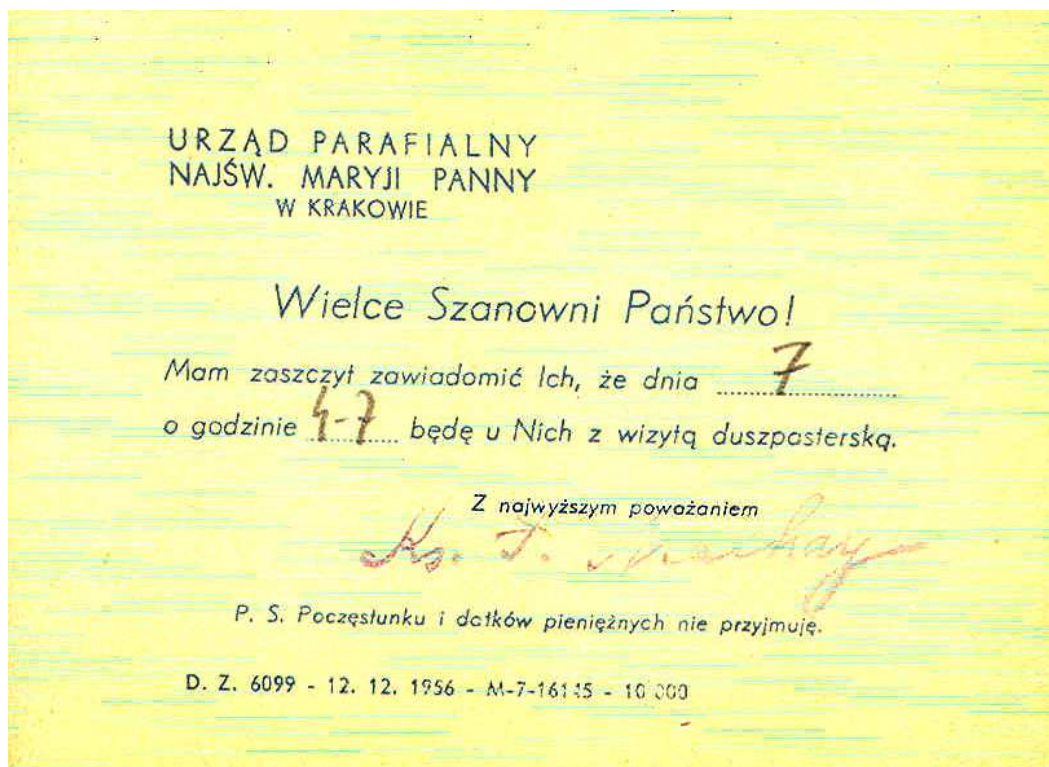 URZĄD PARAFIALNY
NAJŚW. MARYJI PANNY
W KRAKOWIE
Wielce Szanowni Państwo!
Mam zaszczyt zawiadomić Ich, że dnia 7
o godzinie 4-7 będę u Nich z wizytą duszpasterską.
Z najwyższym poważaniem
Ks. F. Machay
P. S. Poczęstunku i datków pieniężnych nie przyjmuję.
D. Z. 6099 - 12. 12. 1956 - M-7-16145 - 10 000